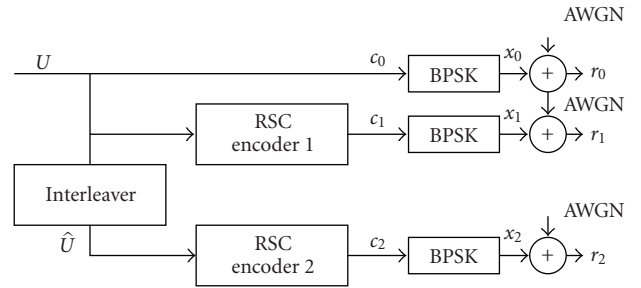 AWGN
U
c0
BPSK
x0
+
r0
AWGN
RSC
encoder 1
c1
BPSK
x1
+
r1
Interleaver
Û
AWGN
RSC
encoder 2
c2
BPSK
x2
+
r2